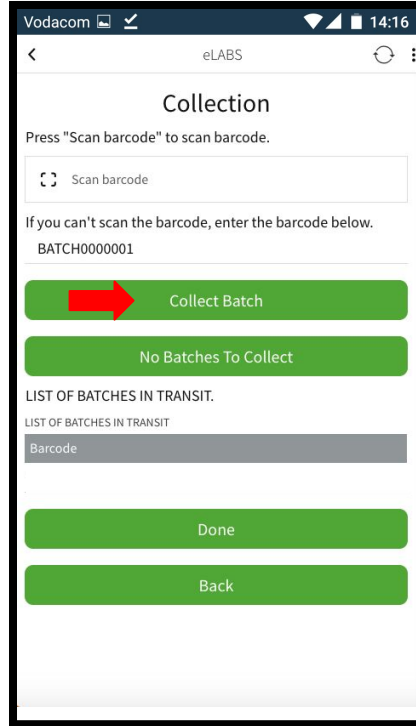 Vodacom 14:16
eLABS
Collection
Press "Scan barcode" to scan barcode.
Scan barcode
If you can't scan the barcode, enter the barcode below.
BATCH0000001
Collect Batch
No Batches To Collect
LIST OF BATCHES IN TRANSIT.
LIST OF BATCHES IN TRANSIT
Barcode
Done
Back